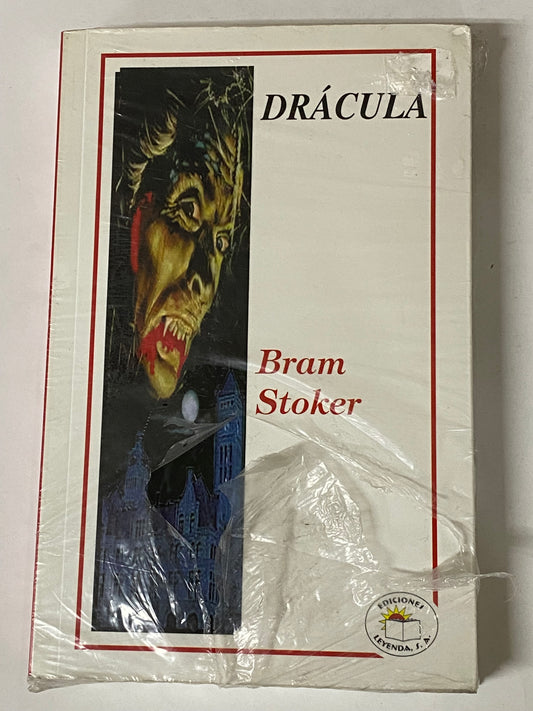 DRÁCULA
Bram
Stoker
EDICIONES
LEYENDA, S. A.